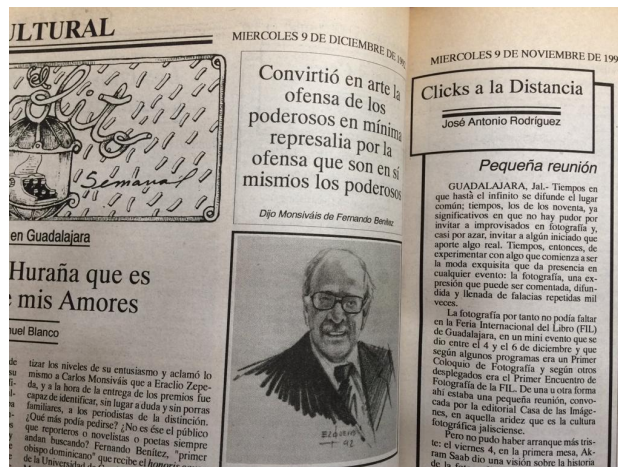 ULTURAL
el
Semanal
en Guadalajara
Huraña que es
mis Amores
nuel Blanco
de
su
tizar los niveles de su entusiasmo y aclamó lo
mismo a Carlos Monsiváis que a Eraclio Zepe-
da, y a la hora de la entrega de los premios fue
capaz de identificar, sin lugar a duda y sin porras
familiares, a los periodistas de la distinción.
¿Qué más podía pedirse? ¿No es ése el público
que reporteros o novelistas o poetas siempre
andan buscando? Fernando Benítez, "primer
obispo dominicano" que recibe el honoris
de la Universidad de
MIERCOLES 9 DE DICIEMBRE DE
Convirtió en arte la
ofensa de los
poderosos en mínima
represalia por la
ofensa que son en sí
mismos los poderosos
Dijo Monsiváis de Fernando Benítez
92
MIERCOLES 9 DE NOVIEMBRE DE 199
Clicks a la Distancia
José Antonio Rodríguez
Pequeña reunión
GUADALAJARA, Jal.- Tiempos en
que hasta el infinito se difunde el lugar
común; tiempos, los de los noventa, ya
significativos en que no hay pudor por
invitar a improvisados en fotografía y,
casi por azar, invitar a algún iniciado que
aporte algo real. Tiempos, entonces, de
experimentar con algo que comienza a ser
la moda exquisita que da presencia en
cualquier evento: la fotografía, una ex-
presión que puede ser comentada, difun-
dida y llenada de falacias repetidas mil
veces.
La fotografía por tanto no podía faltar
en la Feria Internacional del Libro (FIL)
de Guadalajara, en un mini evento que se
dio entre el 4 y el 6 de diciembre y que
según algunos programas era un Primer
Coloquio de Fotografía y según otros
desplegados era el Primer Encuentro de
Fotografía de la FIL. De una u otra forma
ahí estaba una pequeña reunión, convo-
cada por la editorial Casa de las Imáge-
nes, en aquella aridez que es la cultura
fotográfica jalisciense.
Pero no pudo haber arranque más tris-
te: el viernes 4, en la primera mesa, Ak-
ram Saab dio una visión sobre la historia
de la